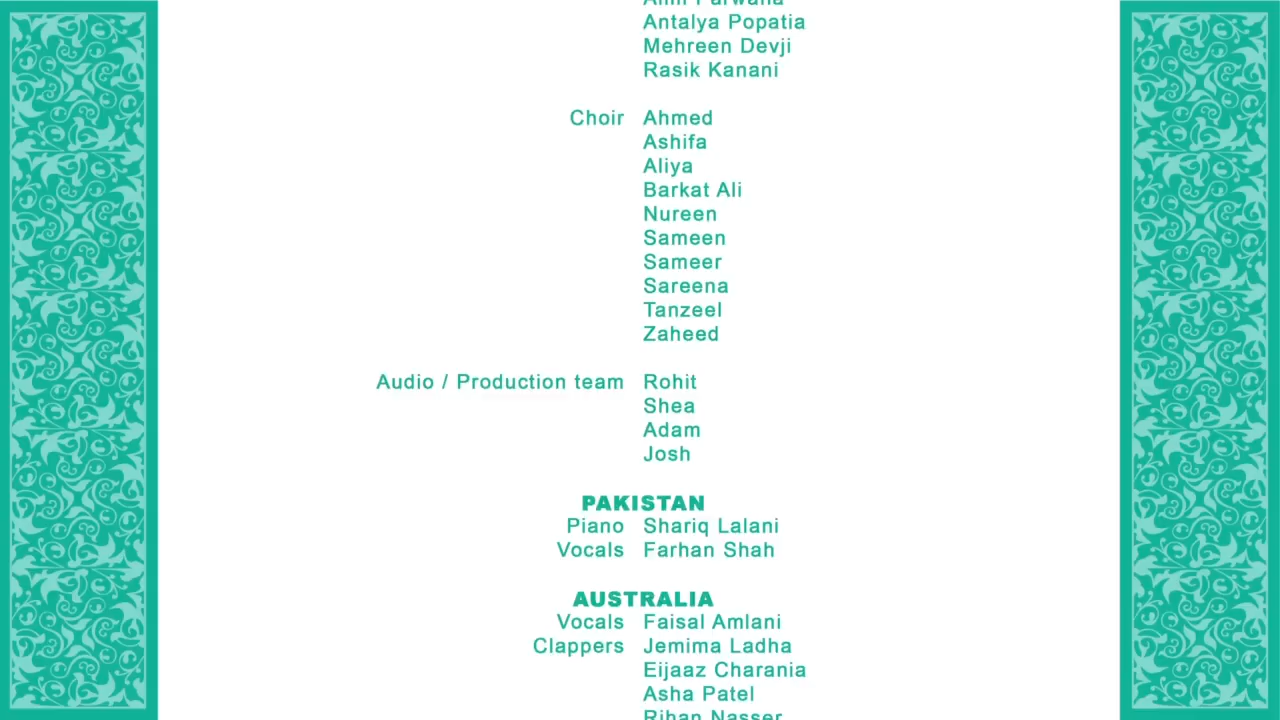 Antalya Popatia
Mehreen Devji
Rasik Kanani
Choir Ahmed
Ashifa
Aliya
Barkat Ali
Nureen
Sameen
Sameer
Sareena
Tanzeel
Zaheed
Audio / Production team Rohit
Shea
Adam
Josh
PAKISTAN
Piano Shariq Lalani
Vocals Farhan Shah
AUSTRALIA
Vocals Faisal Amlani
Clappers Jemima Ladha
Eijaaz Charania
Asha Patel
Rihan Nasser